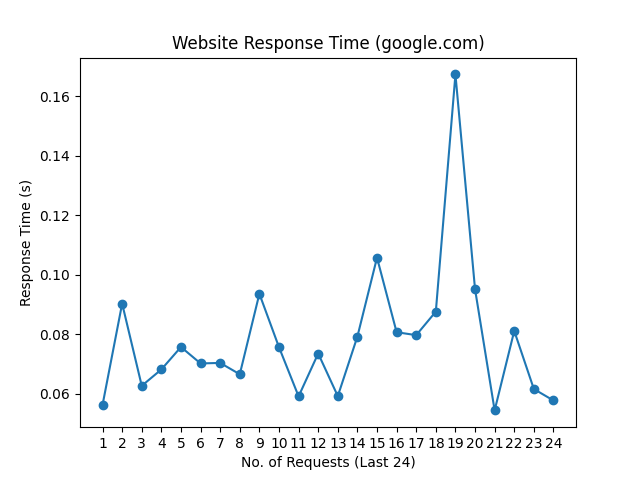 Website Response Time (google.com)
0.16
0.14
0.12
0.10
0.08
0.06
Response Time (s)
1 2 3 4 5 6 7 8 9 10 11 12 13 14 15 16 17 18 19 20 21 22 23 24
No. of Requests (Last 24)